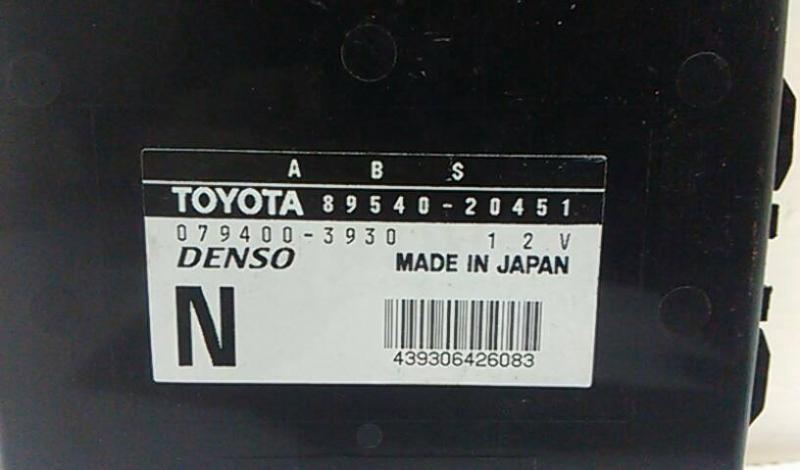 A B S
TOYOTA 89540-20451
079400-3930 12V
DENSO MADE IN JAPAN
N
439306426083